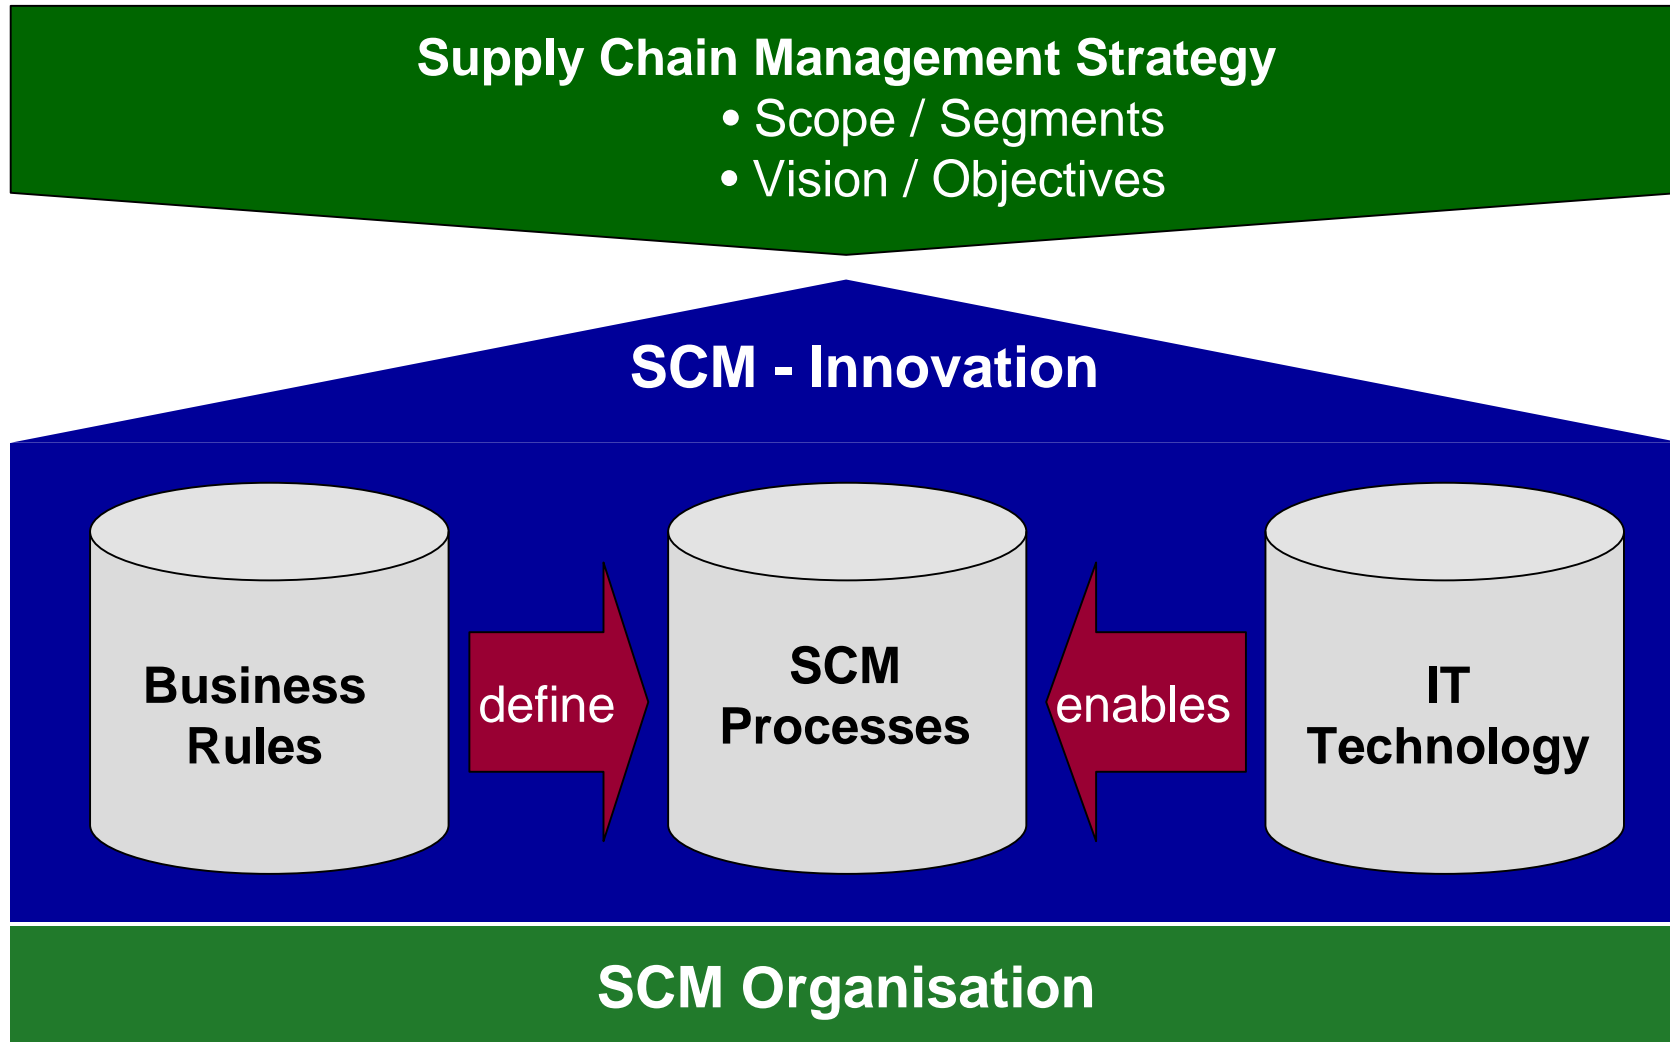 Supply Chain Management Strategy
• Scope / Segments
• Vision / Objectives
SCM - Innovation
Business
Rules
define
SCM
Processes
enables
IT
Technology
SCM Organisation